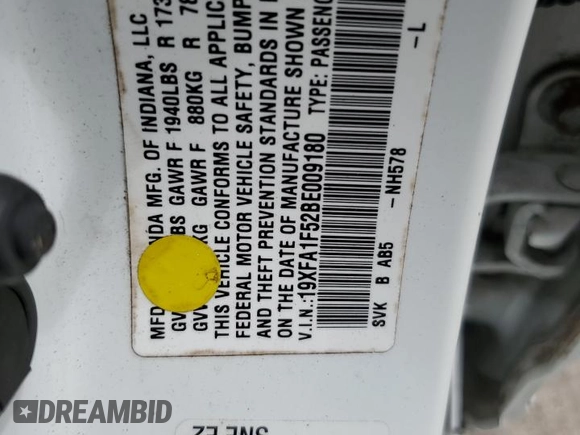 MFD HONDA MFG. OF INDIANA, LLC
GV BS GAWR F 1940LBS R 173
GV KG GAWR F 880KG R 78
THIS VEHICLE CONFORMS TO ALL APPLIC
FEDERAL MOTOR VEHICLE SAFETY, BUMP
AND THEFT PREVENTION STANDARDS IN
ON THE DATE OF MANUFACTURE SHOWN
V.I.N.:19XFA1F52BE009180 TYPE: PASSENG
SVK B AB5 -NH578 -L
DREAMBID